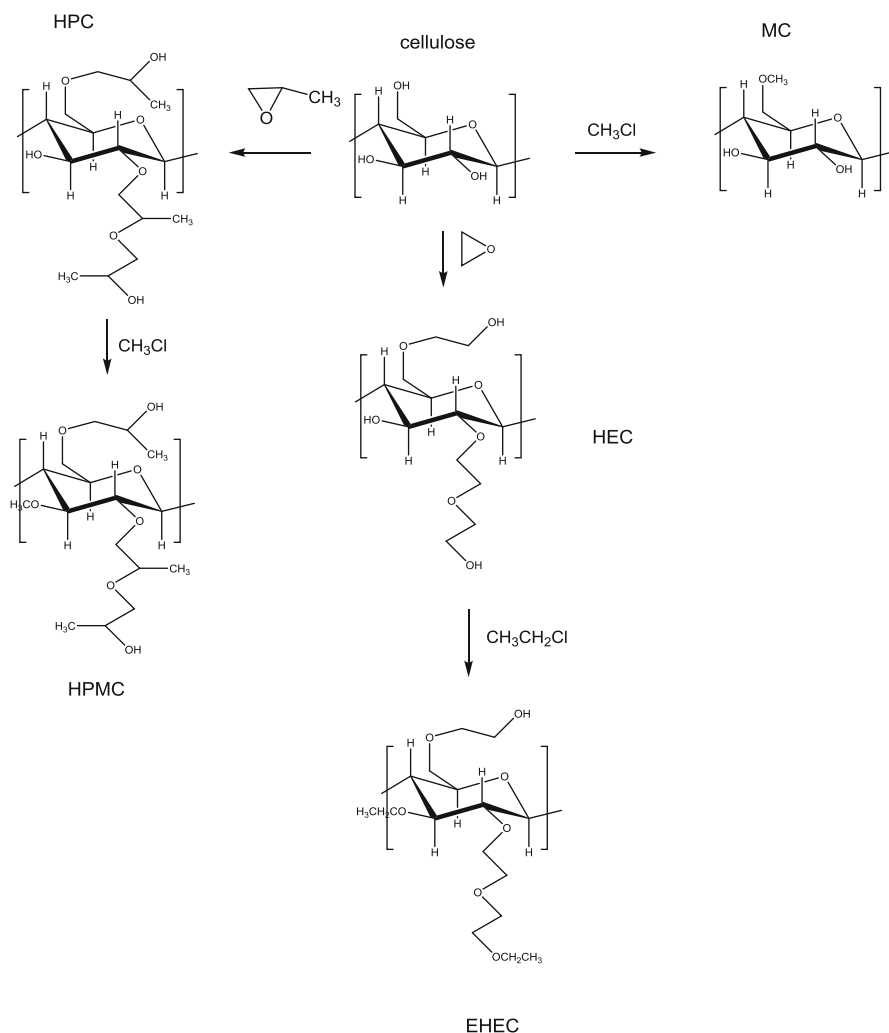 HPC
cellulose
MC
OH
O
CH₃
H
O
H
HO
H
H
O
H
CH₃
O
H₃C
OH
CH₃
O
OH
H
O
H
HO
H
OH
H
H
CH₃Cl
OCH₃
H
O
H
HO
H
OH
H
H
O
CH₃Cl
OH
O
H
O
H
HO
H
O
H
H
O
OH
HEC
OH
O
CH₃
H
O
H
H₃CO
H
O
H
H
CH₃
O
H₃C
OH
HPMC
CH₃CH₂Cl
OH
O
H
H
O
H₃CH₂CO
H
O
H
H
O
OCH₂CH₃
EHEC